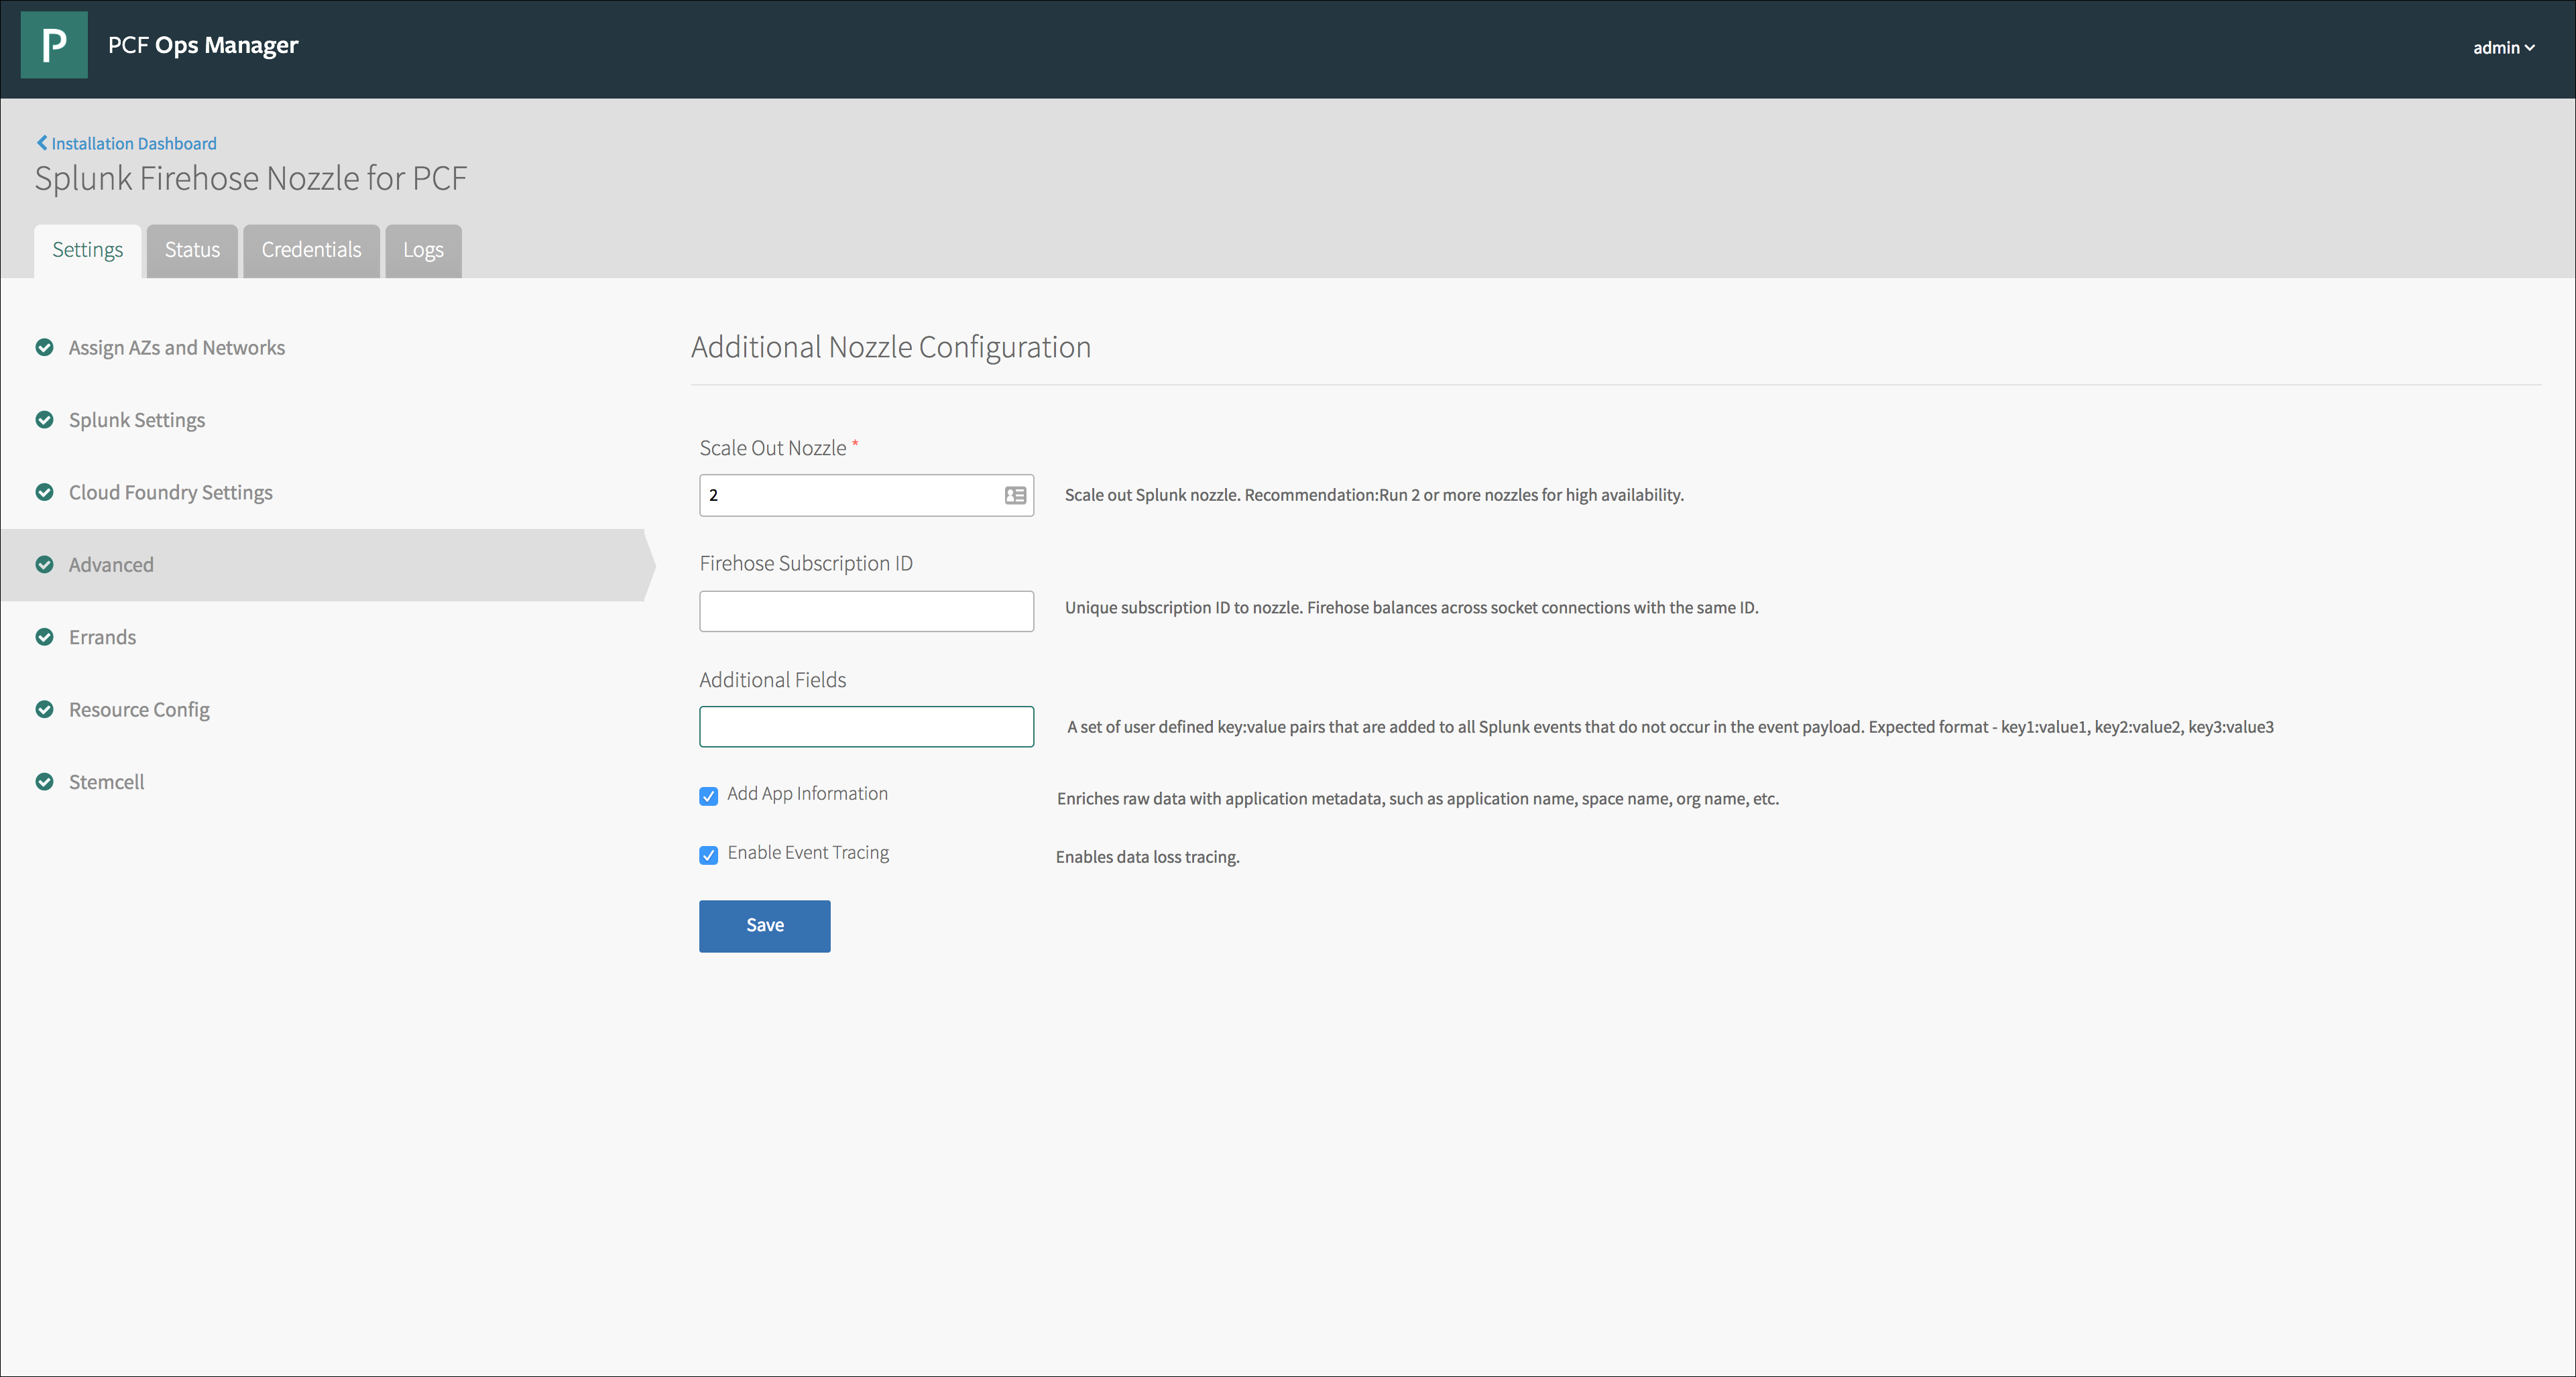 P
PCF Ops Manager
admin
Installation Dashboard
Splunk Firehose Nozzle for PCF
Settings
Status
Credentials
Logs
Assign AZs and Networks
Splunk Settings
Cloud Foundry Settings
Advanced
Errands
Resource Config
Stemcell
Additional Nozzle Configuration
Scale Out Nozzle *
2
Scale out Splunk nozzle. Recommendation:Run 2 or more nozzles for high availability.
Firehose Subscription ID
Unique subscription ID to nozzle. Firehose balances across socket connections with the same ID.
Additional Fields
A set of user defined key:value pairs that are added to all Splunk events that do not occur in the event payload. Expected format - key1:value1, key2:value2, key3:value3
Add App Information
Enriches raw data with application metadata, such as application name, space name, org name, etc.
Enable Event Tracing
Enables data loss tracing.
Save